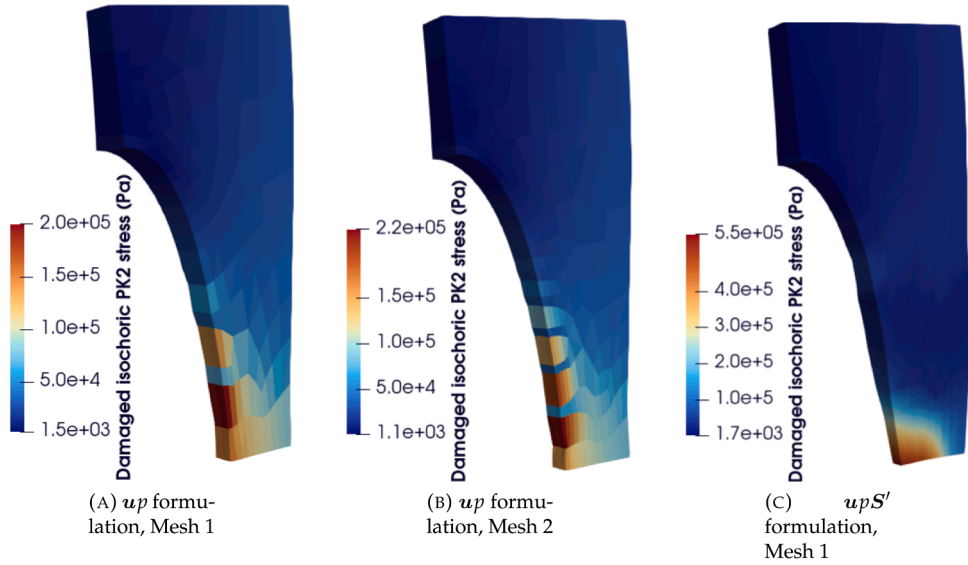 Damaged isochoric PK2 stress (Pa)
2.0e+05
1.5e+5
1.0e+5
5.0e+4
1.5e+03
(A) up formu-
lation, Mesh 1
Damaged isochoric PK2 stress (Pa)
2.2e+05
1.5e+5
1.0e+5
5.0e+4
1.1e+03
(B) up formu-
lation, Mesh 2
Damaged isochoric PK2 stress (Pa)
5.5e+05
4.0e+5
3.0e+5
2.0e+5
1.0e+5
1.7e+03
(C) upS′
formulation,
Mesh 1